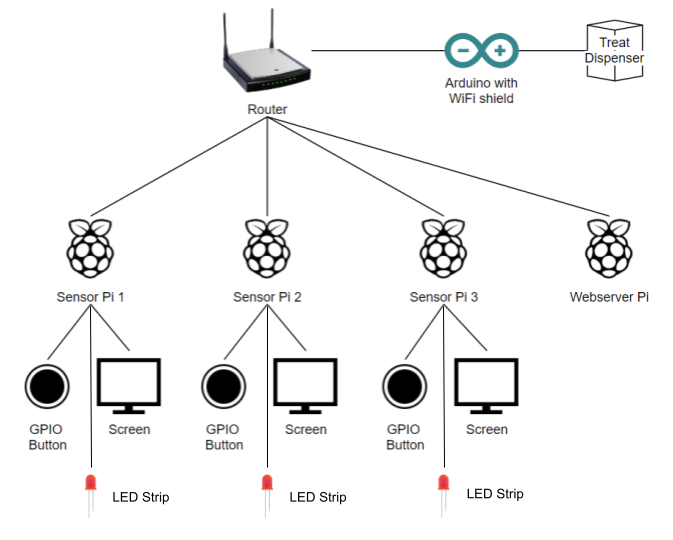 Treat
Dispenser
Arduino with
WiFi shield
Router
Sensor Pi 1
Sensor Pi 2
Sensor Pi 3
Webserver Pi
GPIO
Button
Screen
GPIO
Button
Screen
GPIO
Button
Screen
LED Strip
LED Strip
LED Strip